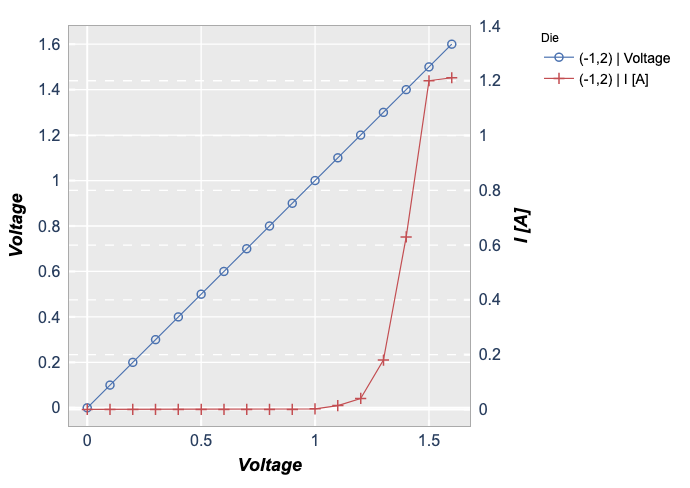 Die
(-1,2) | Voltage
(-1,2) | I [A]
Voltage
1.6
1.4
1.2
1
0.8
0.6
0.4
0.2
0
1.4
1.2
1
0.8
0.6
0.4
0.2
0
I [A]
0 0.5 1 1.5
Voltage